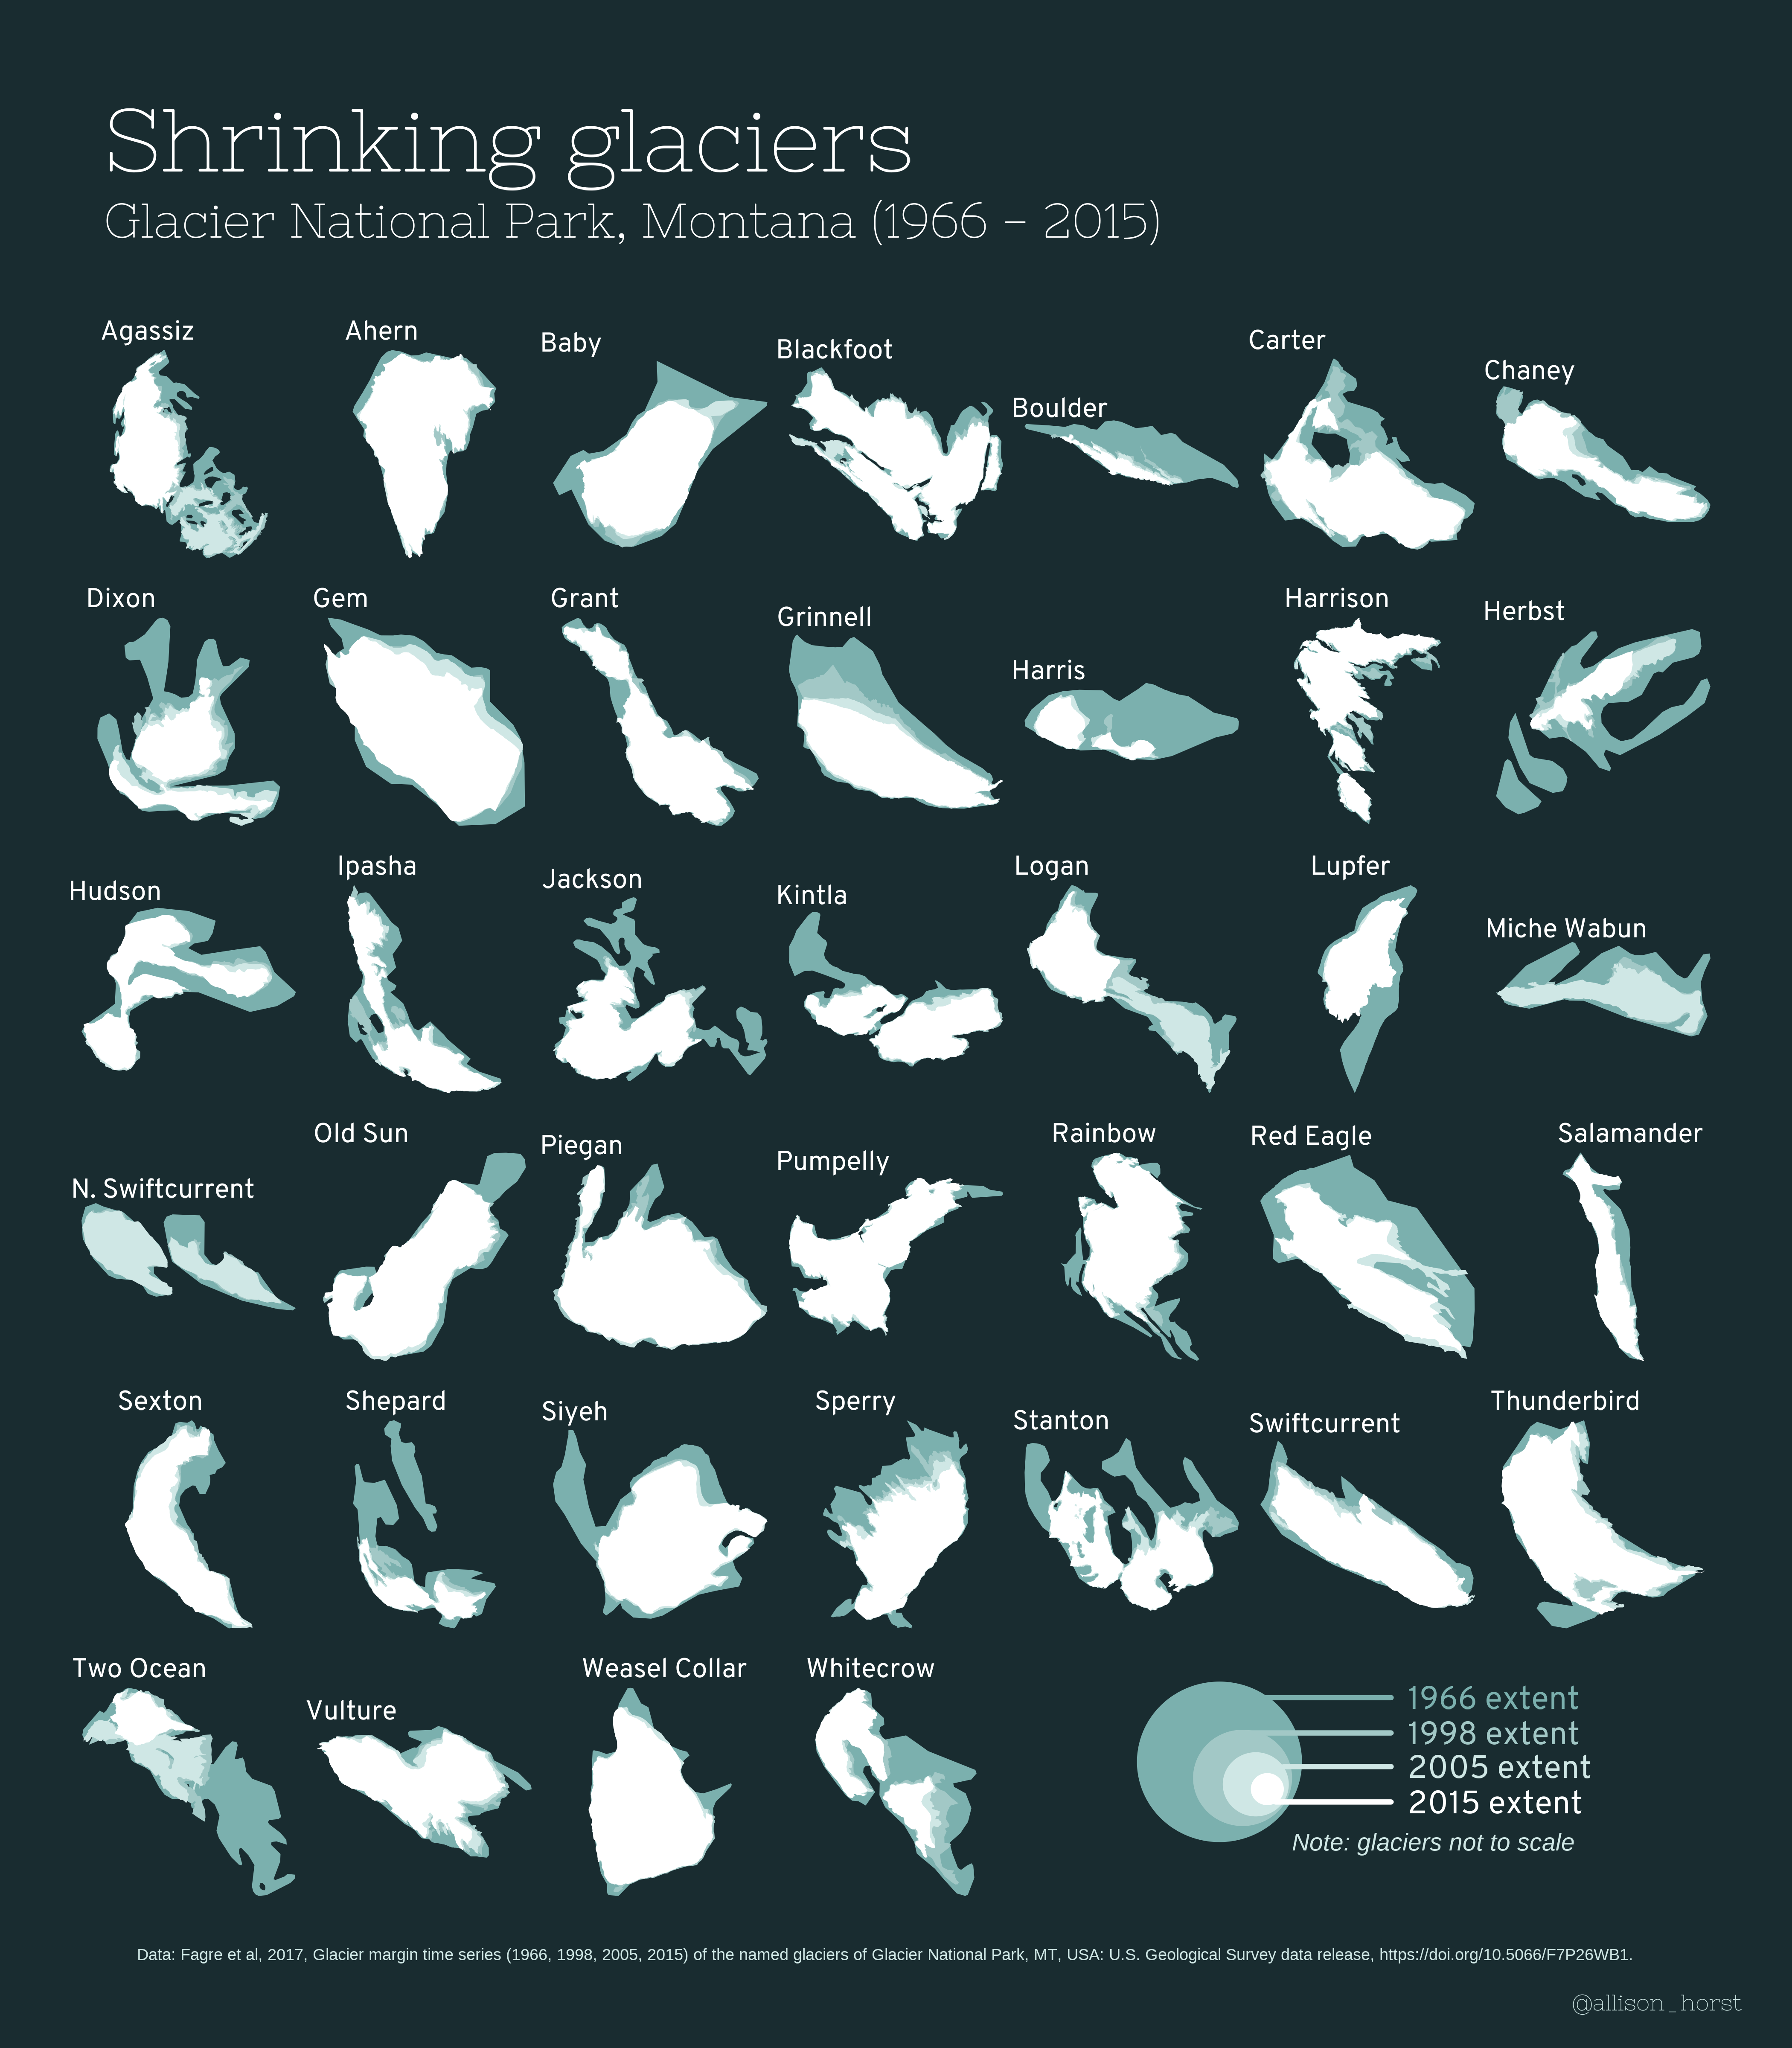 Shrinking glaciers
Glacier National Park, Montana (1966 – 2015)
Agassiz
Ahern
Baby
Blackfoot
Boulder
Carter
Chaney
Dixon
Gem
Grant
Grinnell
Harris
Harrison
Herbst
Hudson
Ipasha
Jackson
Kintla
Logan
Lupfer
Miche Wabun
N. Swiftcurrent
Old Sun
Piegan
Pumpelly
Rainbow
Red Eagle
Salamander
Sexton
Shepard
Siyeh
Sperry
Stanton
Swiftcurrent
Thunderbird
Two Ocean
Vulture
Weasel Collar
Whitecrow
1966 extent
1998 extent
2005 extent
2015 extent
Note: glaciers not to scale
Data: Fagre et al, 2017, Glacier margin time series (1966, 1998, 2005, 2015) of the named glaciers of Glacier National Park, MT, USA: U.S. Geological Survey data release, https://doi.org/10.5066/F7P26WB1.
@allison_horst